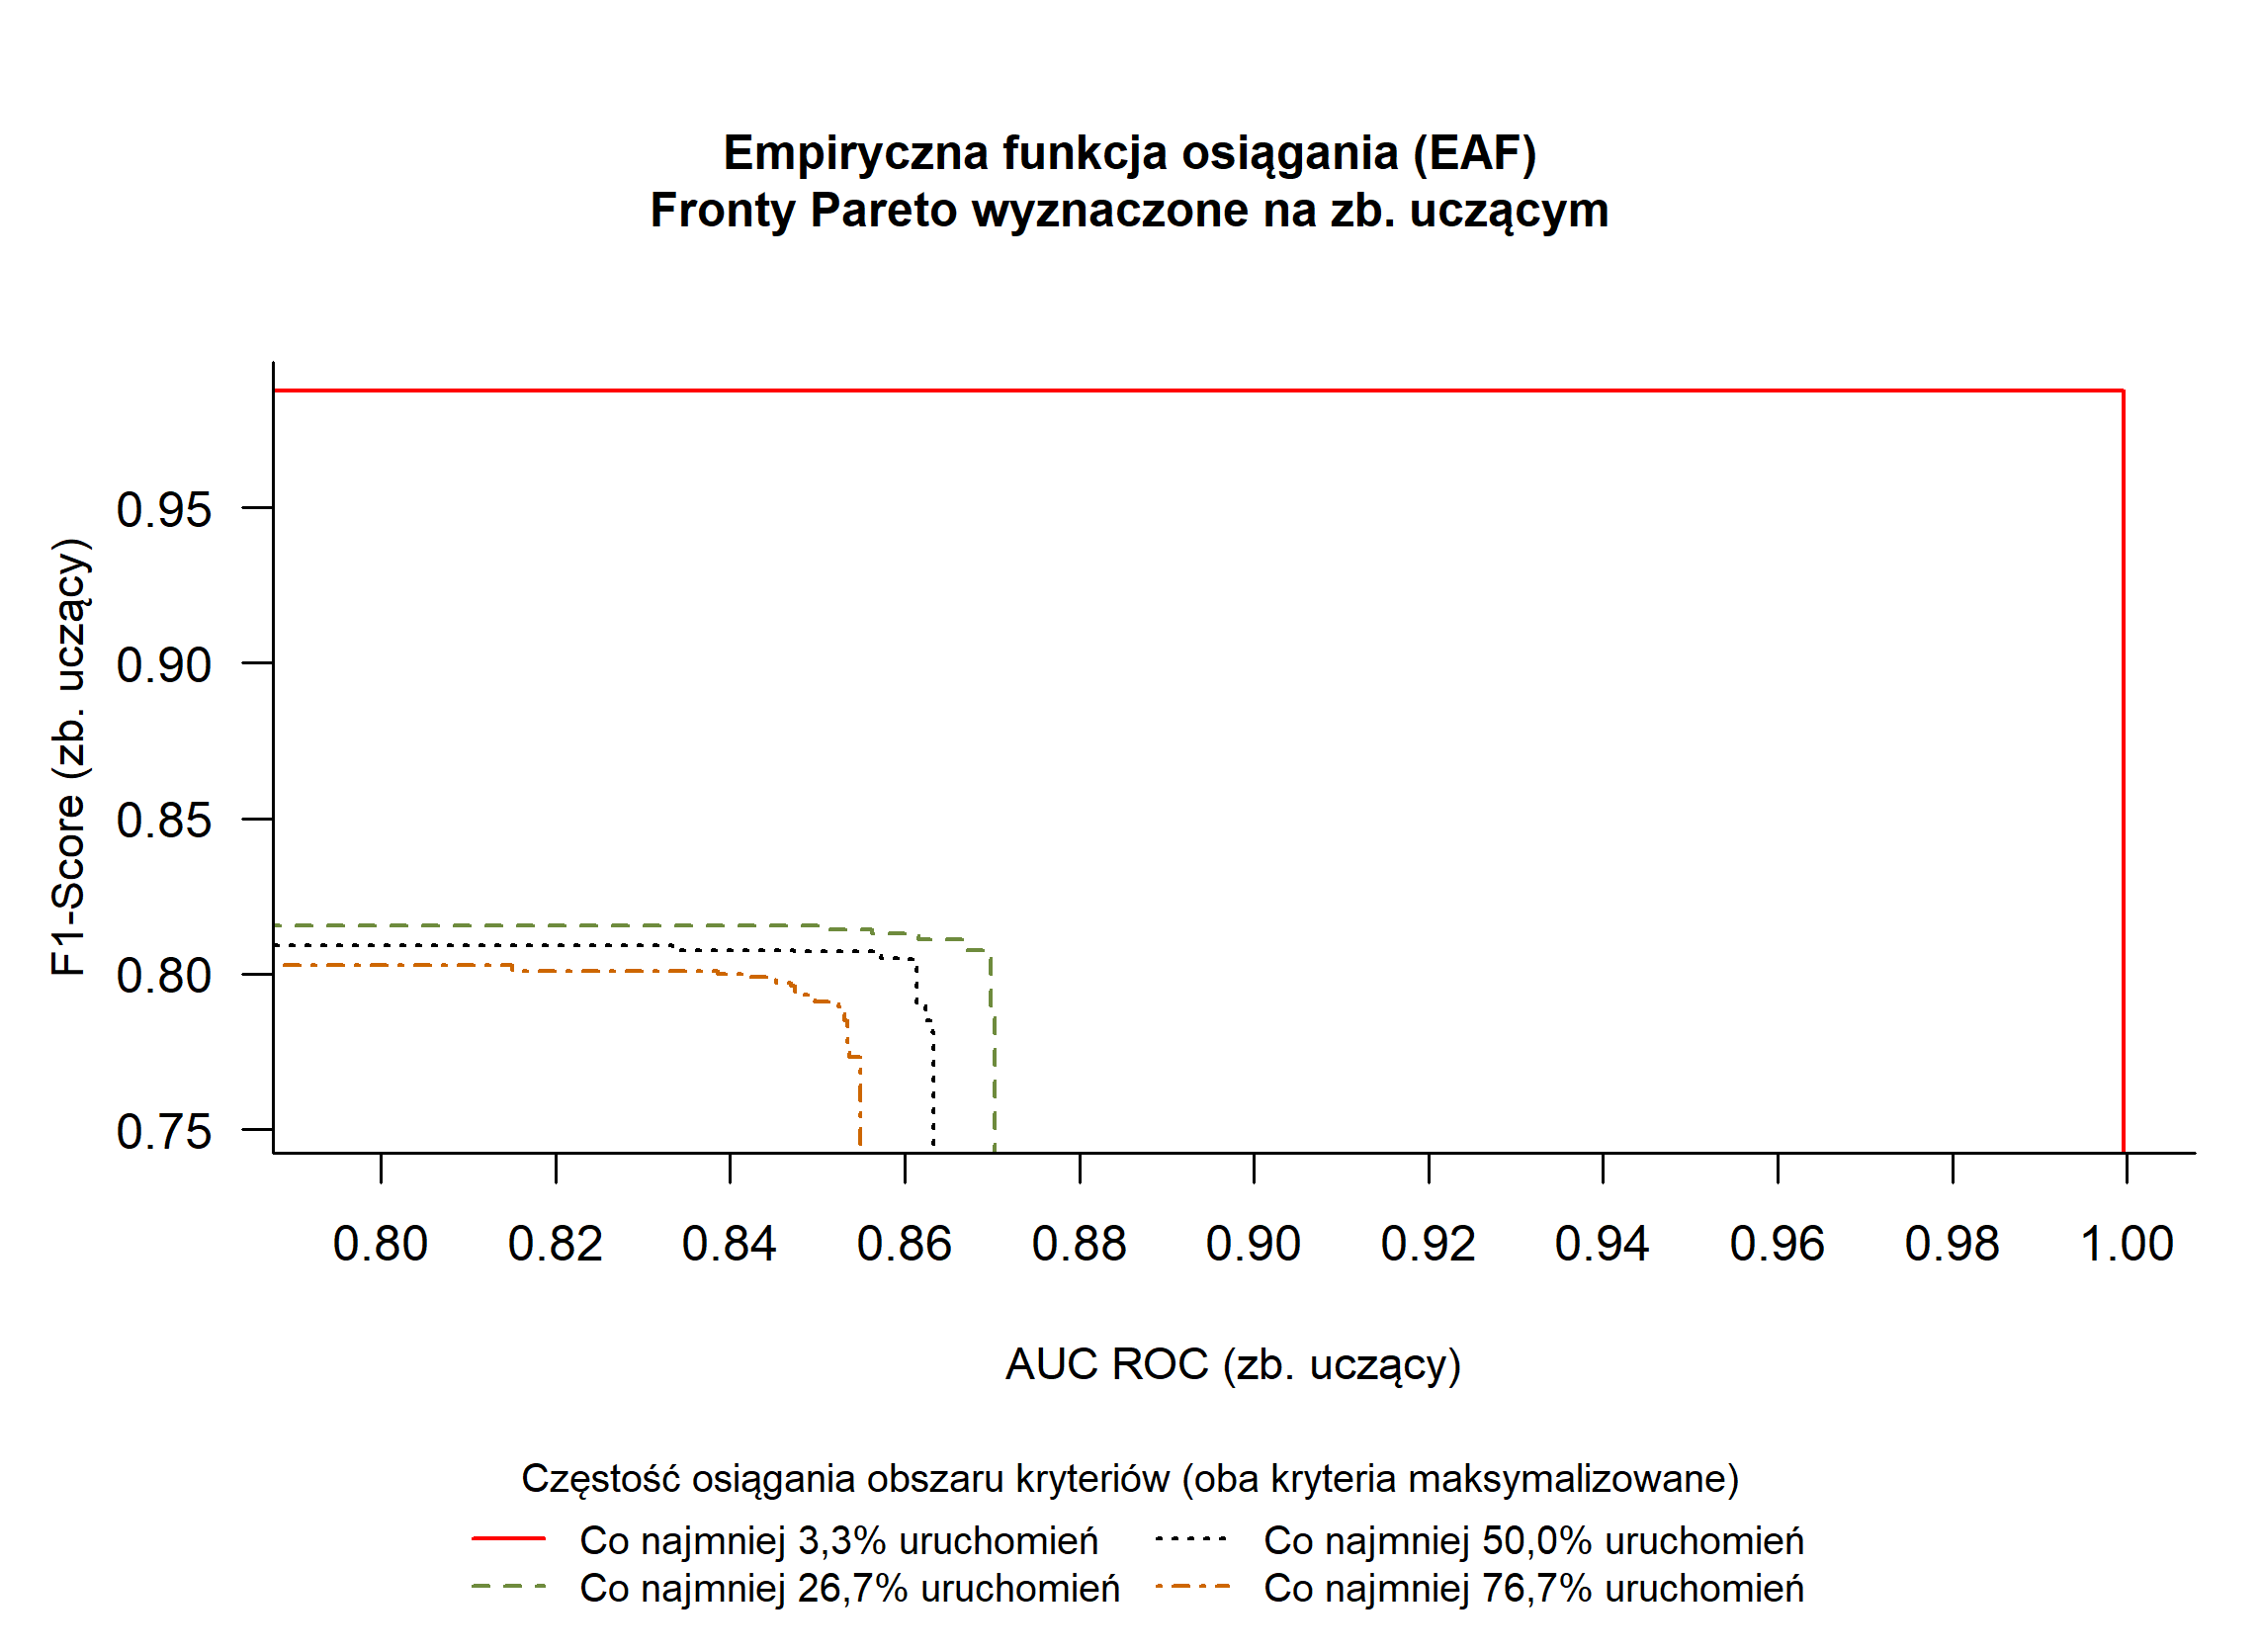 Empiryczna funkcja osiągania (EAF)
Fronty Pareto wyznaczone na zb. uczącym
F1-Score (zb. uczący)
0.95
0.90
0.85
0.80
0.75
0.80 0.82 0.84 0.86 0.88 0.90 0.92 0.94 0.96 0.98 1.00
AUC ROC (zb. uczący)
Częstość osiągania obszaru kryteriów (oba kryteria maksymalizowane)
Co najmniej 3,3% uruchomień
Co najmniej 26,7% uruchomień
Co najmniej 50,0% uruchomień
Co najmniej 76,7% uruchomień